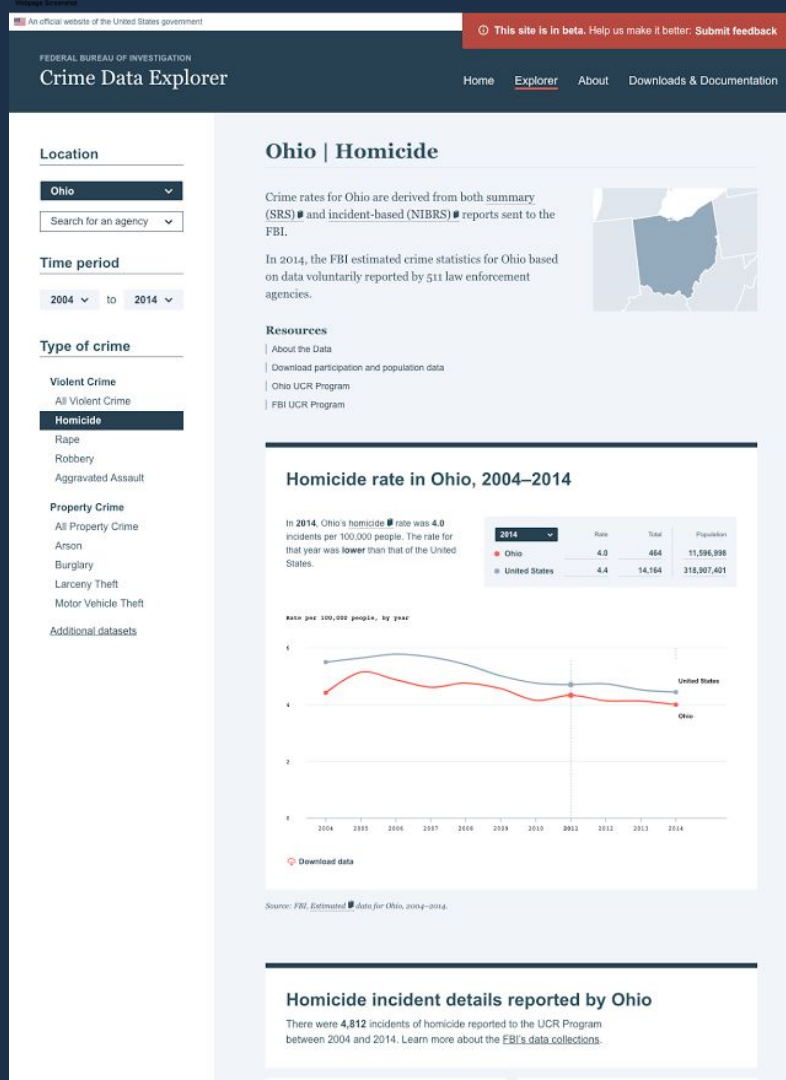 Webpage Screenshot
An official website of the United States government
This site is in beta. Help us make it better: Submit feedback
FEDERAL BUREAU OF INVESTIGATION
Crime Data Explorer
Home Explorer About Downloads & Documentation
Location
Ohio
Search for an agency
Time period
2004 to 2014
Type of crime
Violent Crime
All Violent Crime
Homicide
Rape
Robbery
Aggravated Assault
Property Crime
All Property Crime
Arson
Burglary
Larceny Theft
Motor Vehicle Theft
Additional datasets
Ohio | Homicide
Crime rates for Ohio are derived from both summary
(SRS) and incident-based (NIBRS) reports sent to the
FBI.
In 2014, the FBI estimated crime statistics for Ohio based
on data voluntarily reported by 511 law enforcement
agencies.
Resources
About the Data
Download participation and population data
Ohio UCR Program
FBI UCR Program
Homicide rate in Ohio, 2004–2014
In 2014, Ohio's homicide rate was 4.0
incidents per 100,000 people. The rate for
that year was lower than that of the United
States.
2014 Rate Total Population
Ohio 4.0 464 11,596,998
United States 4.4 14,164 318,907,401
Rate per 100,000 people, by year
6
United States
4
Ohio
2
0
2004 2005 2006 2007 2008 2009 2010 2011 2012 2013 2014
Download data
Source: FBI, Estimated data for Ohio, 2004–2014.
Homicide incident details reported by Ohio
There were 4,812 incidents of homicide reported to the UCR Program
between 2004 and 2014. Learn more about the FBI's data collections.